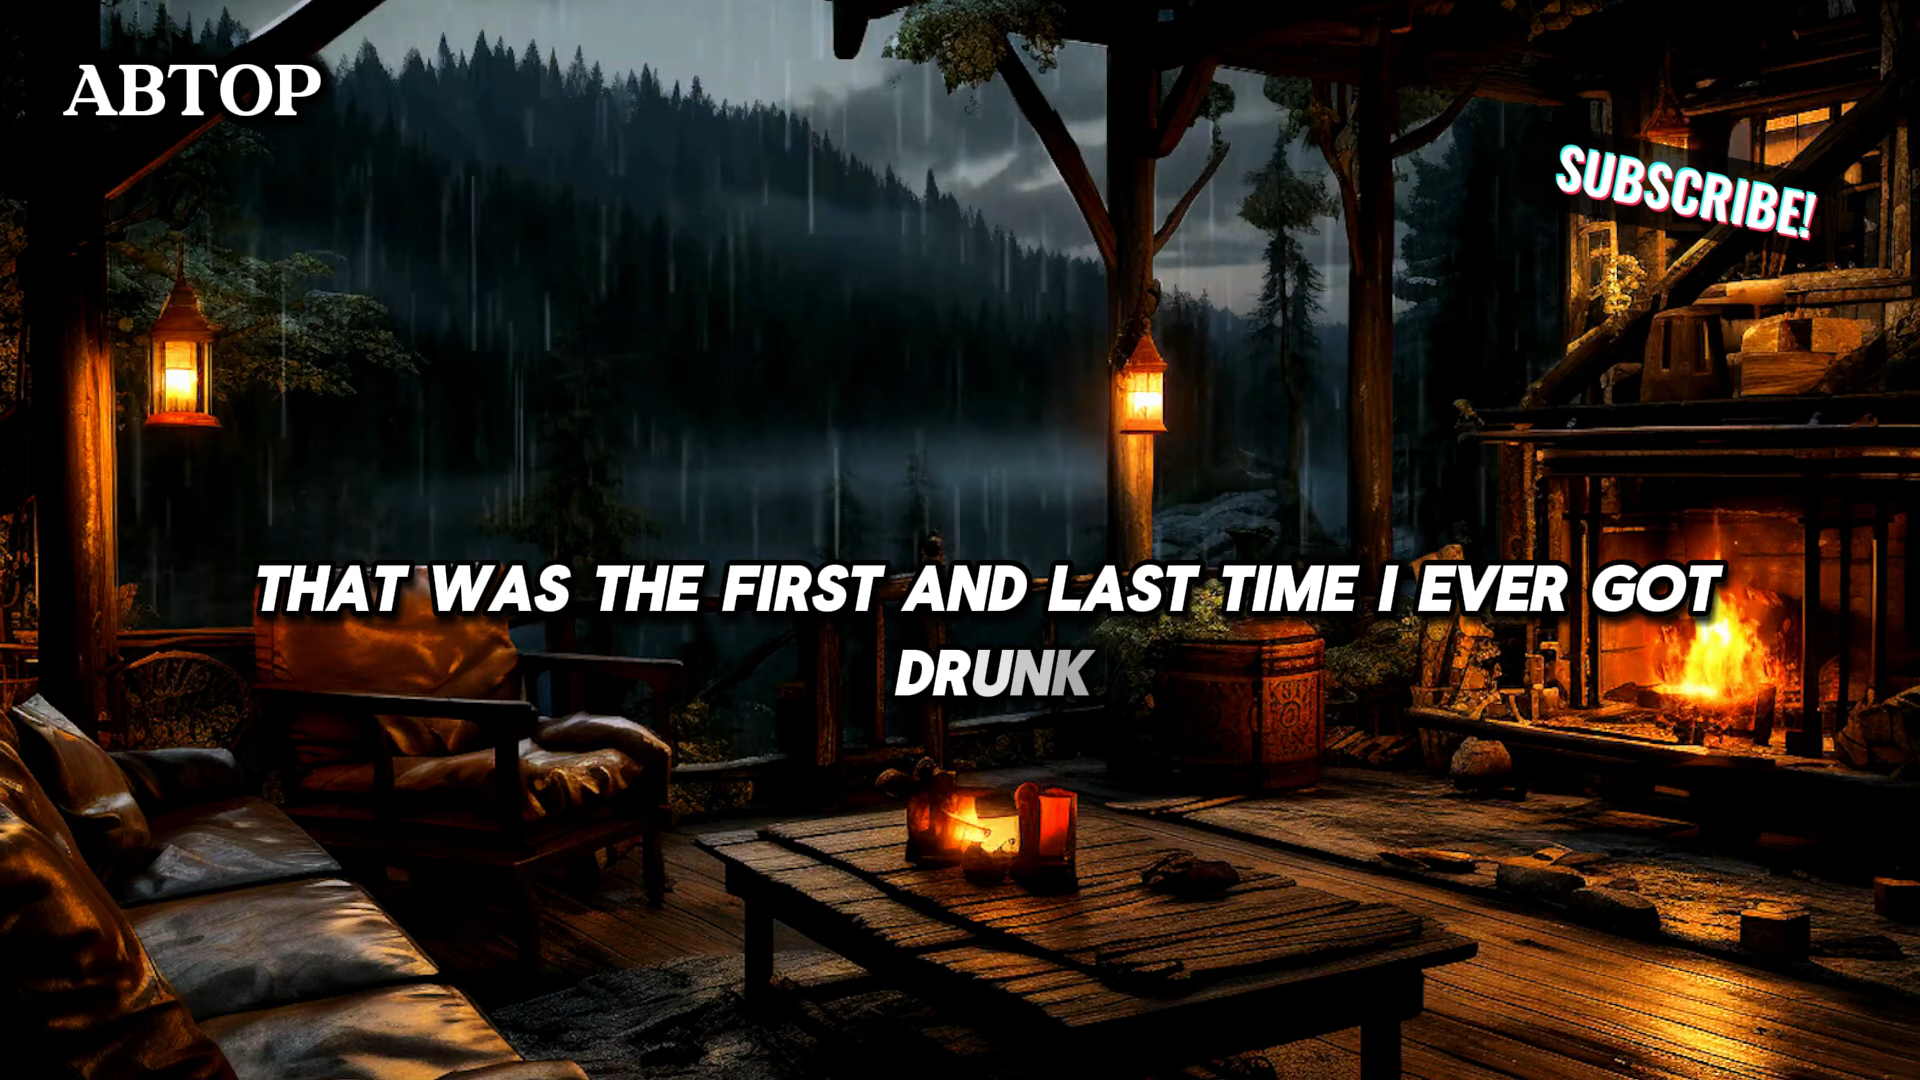 ABTOP
SUBSCRIBE!
THAT WAS THE FIRST AND LAST TIME I EVER GOT
DRUNK